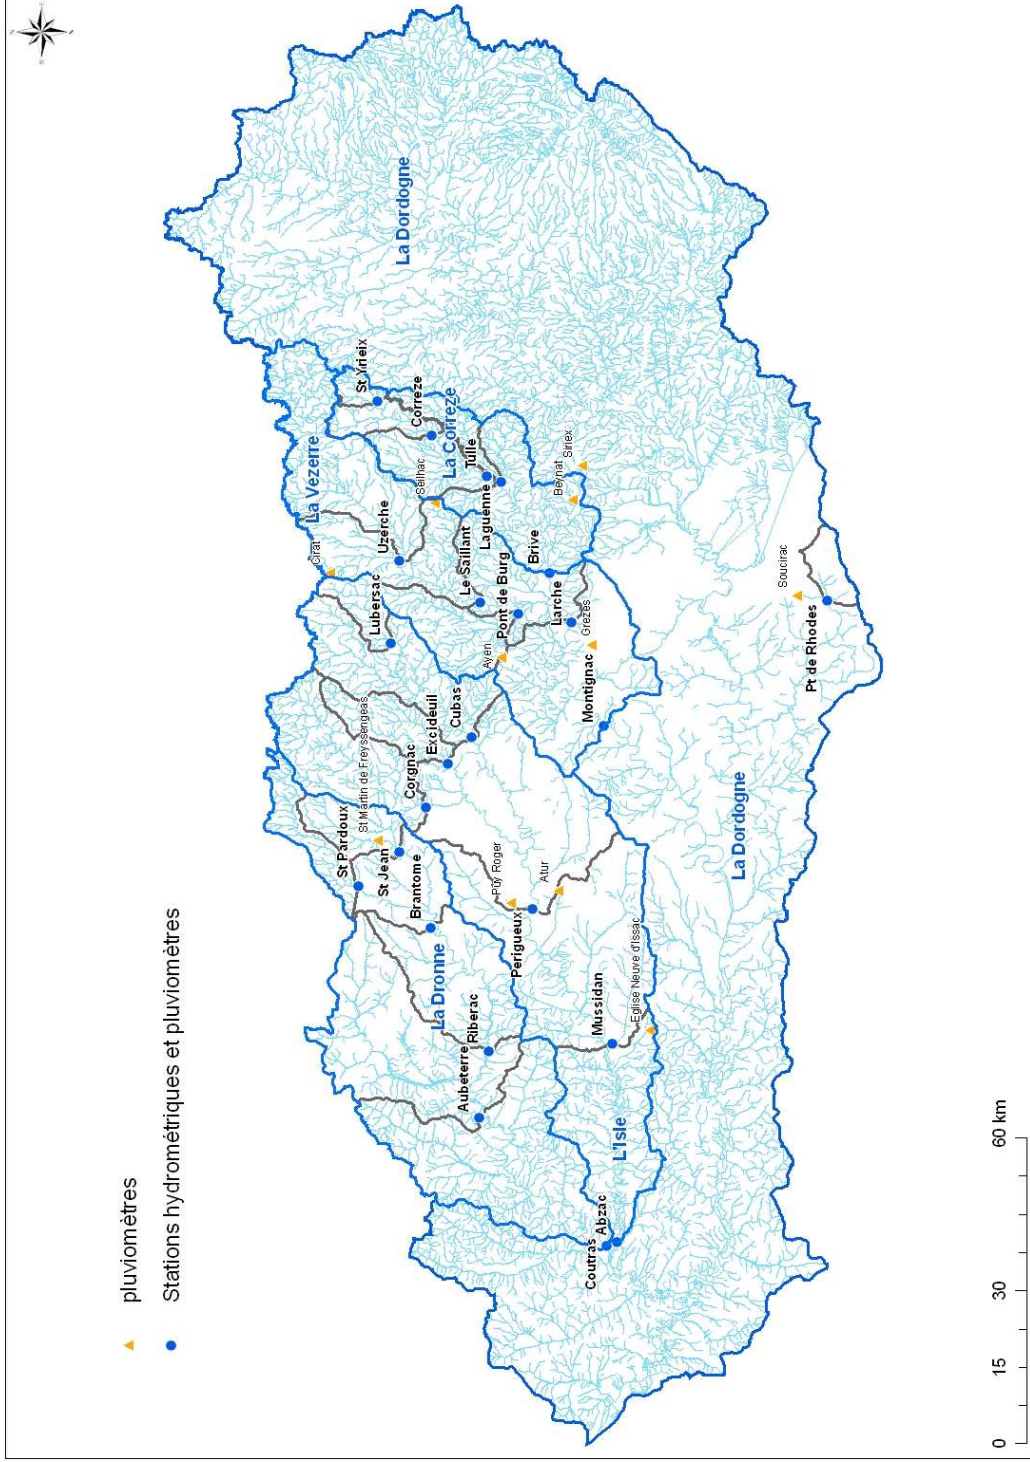 pluviomètres
Stations hydrométriques et pluviomètres
La Dordogne
St Yrieix
Correze
La Correze
La Vezerre
Tulle
Seilhac
Laguenne
Uzerche
Cirat
Le Saillant
Lubersac
Pont de Burg
Brive
Beynat
Siriex
Larche
Grezes
Ayen
Montignac
Soucirac
Pt de Rhodes
Cubas
Excideuil
Corgnac
St Martin de Freyssengeas
St Pardoux
St Jean
Brantome
Puy Roger
Atur
Perigueux
La Dronne
Riberac
Aubeterre
Mussidan
Eglise Neuve d'Issac
La Dordogne
L'Isle
Abzac
Coutras
0 15 30 60 km